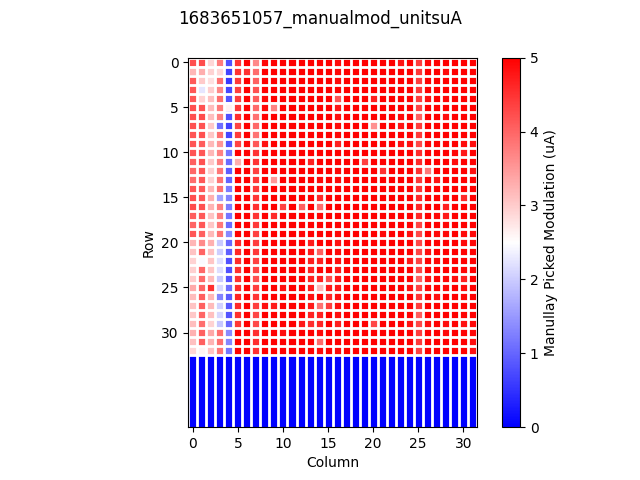 1683651057_manualmod_unitsuA
0
5
10
15
20
25
30
Row
0 5 10 15 20 25 30
Column
5
4
3
2
1
0
Manullay Picked Modulation (uA)